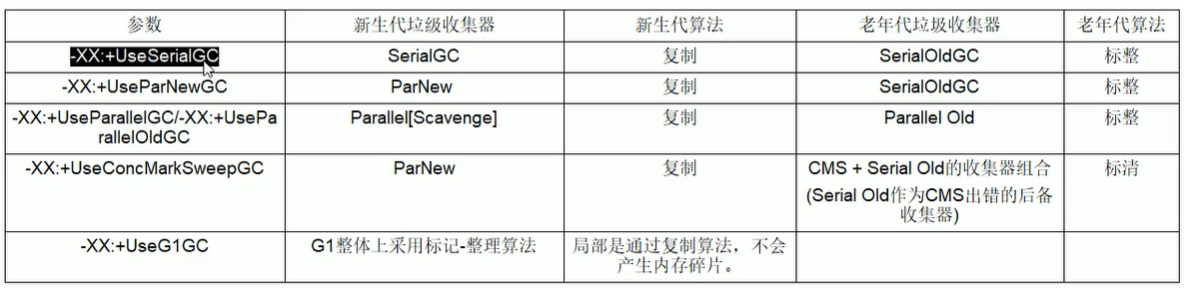 参数 新生代垃级收集器 新生代算法 老年代垃圾收集器 老年代算法
-XX:+UseSerialGC SerialGC 复制 SerialOldGC 标整
-XX:+UseParNewGC ParNew 复制 SerialOldGC 标整
-XX:+UseParallelGC/-XX:+UsePa Parallel[Scavenge] 复制 Parallel Old 标整
rallelOldGC
-XX:+UseConcMarkSweepGC ParNew 复制 CMS + Serial Old的收集器组合 标清
(Serial Old作为CMS出错的后备
收集器)
-XX:+UseG1GC G1整体上采用标记-整理算法 局部是通过复制算法，不会
产生内存碎片。